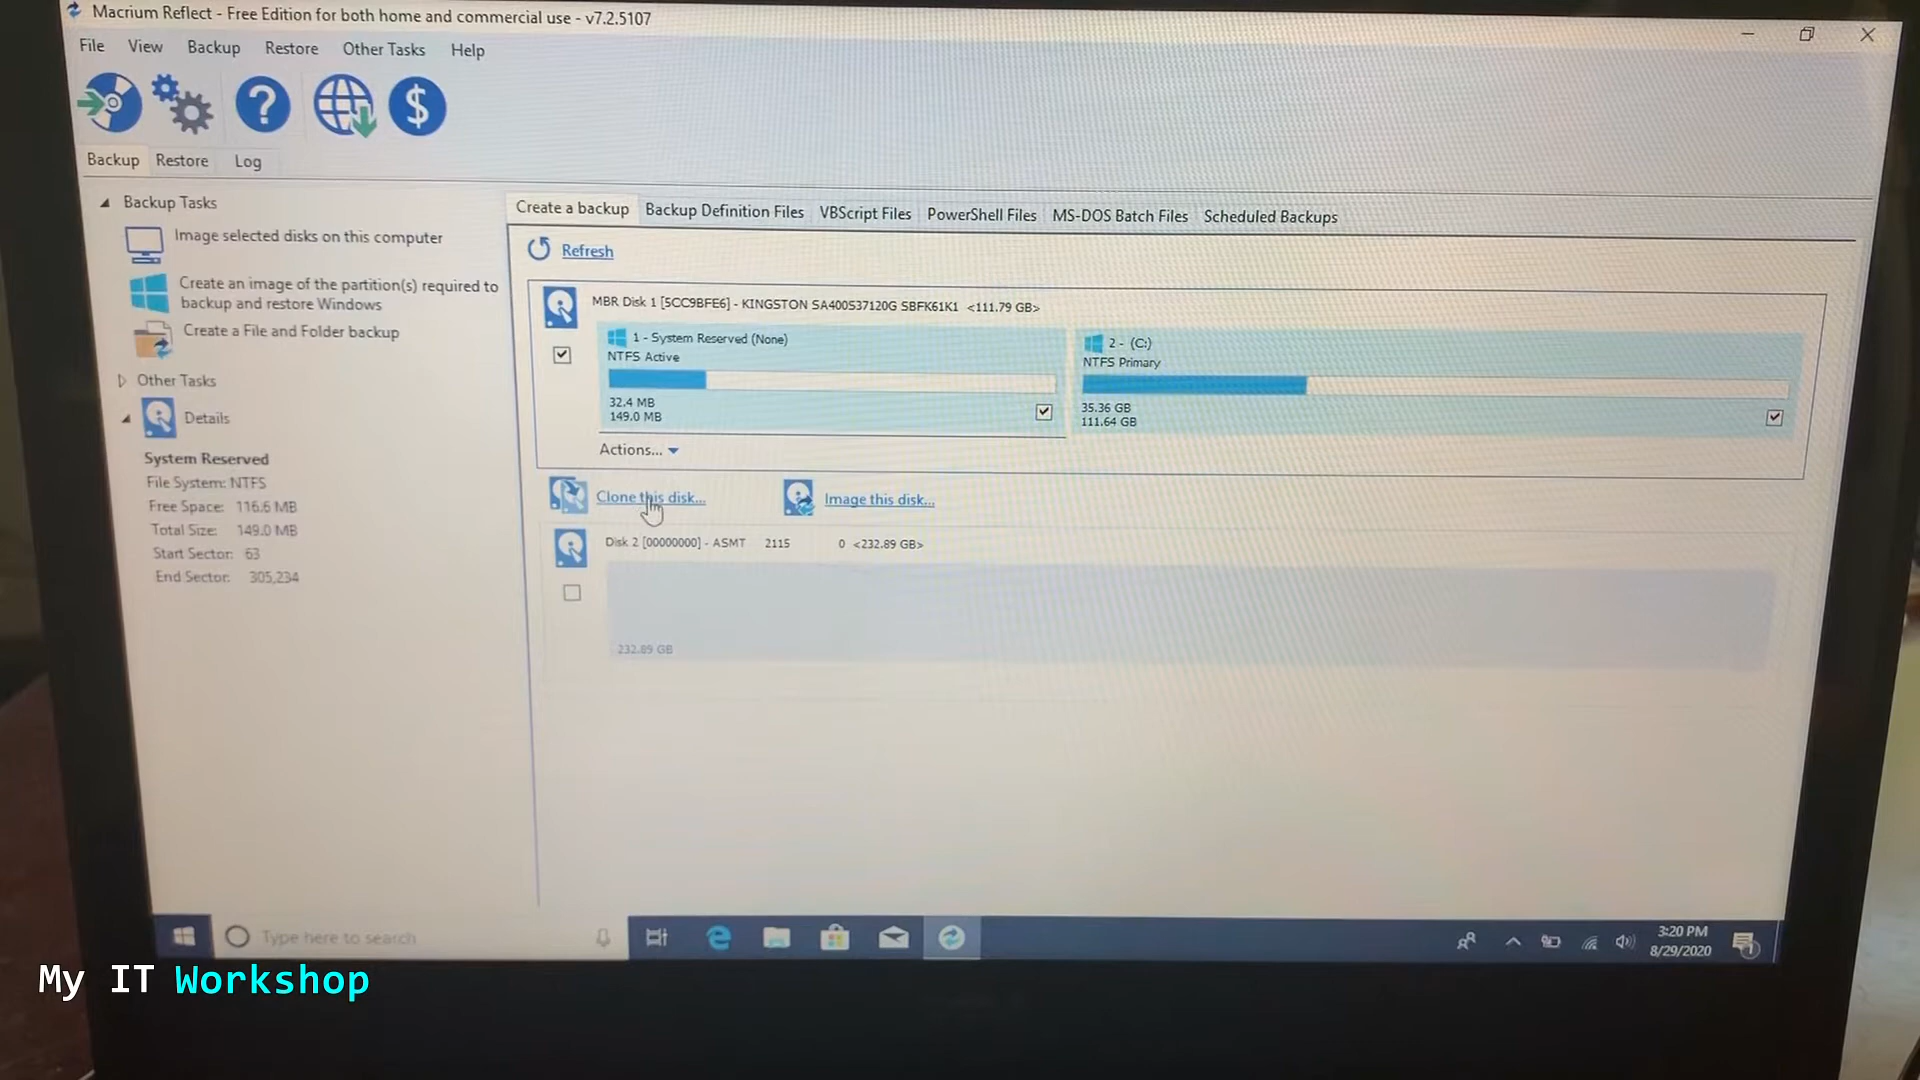 Macrium Reflect - Free Edition for both home and commercial use - v7.2.5107
File View Backup Restore Other Tasks Help
Backup Restore Log
Backup Tasks
Image selected disks on this computer
Create an image of the partition(s) required to
backup and restore Windows
Create a File and Folder backup
Other Tasks
Details
System Reserved
File System: NTFS
Free Space: 116.6 MB
Total Size: 149.0 MB
Start Sector: 63
End Sector: 305,234
Create a backup Backup Definition Files VBScript Files PowerShell Files MS-DOS Batch Files Scheduled Backups
Refresh
MBR Disk 1 [5CC9BFE6] - KINGSTON SA400S37120G SBFK61K1 <111.79 GB>
1 - System Reserved (None)
NTFS Active
32.4 MB
149.0 MB
2 - (C:)
NTFS Primary
35.36 GB
111.64 GB
Actions...
Clone this disk... Image this disk...
Disk 2 [00000000] - ASMT 2115 0 <232.89 GB>
232.89 GB
Type here to search
3:20 PM
8/29/2020
My IT Workshop